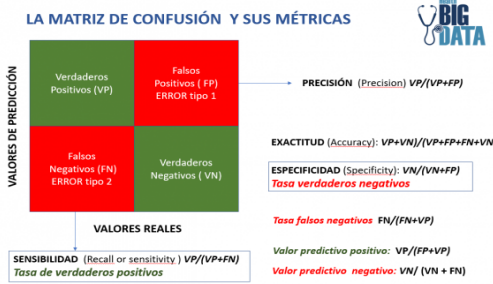 LA MATRIZ DE CONFUSIÓN Y SUS MÉTRICAS
BIG
DATA
VALORES DE PREDICCIÓN
Verdaderos
Positivos (VP)
Falsos
Positivos ( FP)
ERROR tipo 1
PRECISIÓN (Precision) VP/(VP+FP)
Falsos
Negativos (FN)
ERROR tipo 2
Verdaderos
Negativos ( VN)
EXACTITUD (Accuracy): VP+VN)/(VP+FP+FN+VN
ESPECIFICIDAD (Specificity): VN/(VN+FP)
Tasa verdaderos negativos
VALORES REALES
Tasa falsos negativos FN/(FN+VP)
SENSIBILIDAD (Recall or sensitivity ) VP/(VP+FN)
Tasa de verdaderos positivos
Valor predictivo positivo: VP/(FP+VP)
Valor predictivo negativo: VN/ (VN + FN)